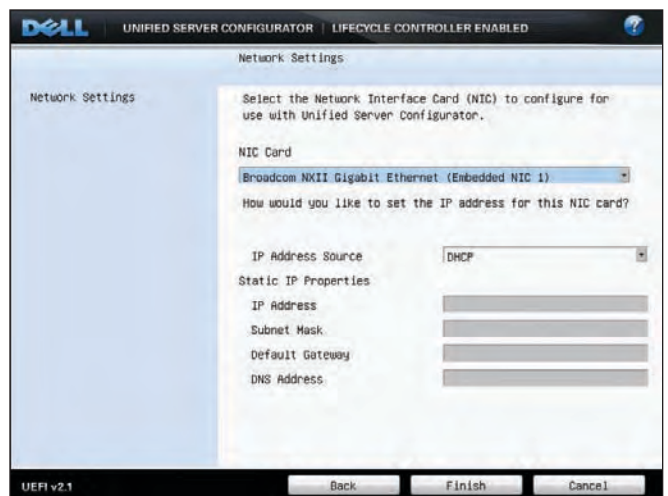 DELL
UNIFIED SERVER CONFIGURATOR | LIFECYCLE CONTROLLER ENABLED
?
Network Settings
Network Settings
Select the Network Interface Card (NIC) to configure for
use with Unified Server Configurator.
NIC Card
Broadcom NXII Gigabit Ethernet (Embedded NIC 1)
How would you like to set the IP address for this NIC card?
IP Address Source
DHCP
Static IP Properties
IP Address
Subnet Mask
Default Gateway
DNS Address
UEFI v2.1
Back
Finish
Cancel